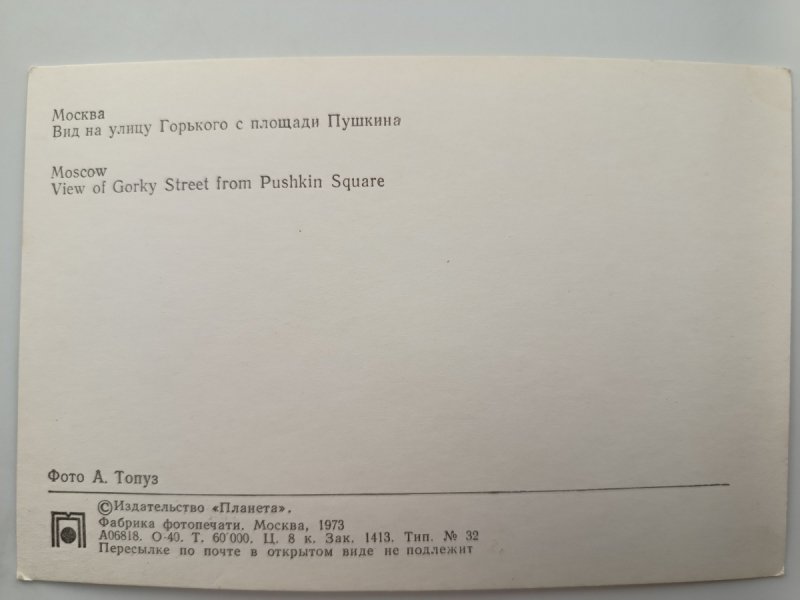 Москва
Вид на улицу Горького с площади Пушкина
Moscow
View of Gorky Street from Pushkin Square
Фото А. Топуз
©Издательство «Планета».
Фабрика фотопечати. Москва, 1973
А06818. О-40. Т. 60 000. Ц. 8 к. Зак. 1413. Тип. № 32
Пересылке по почте в открытом виде не подлежит